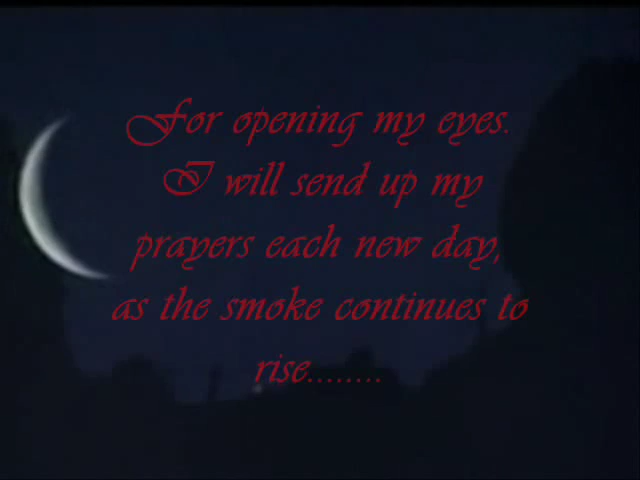 For opening my eyes.
I will send up my
prayers each new day,
as the smoke continues to
rise........